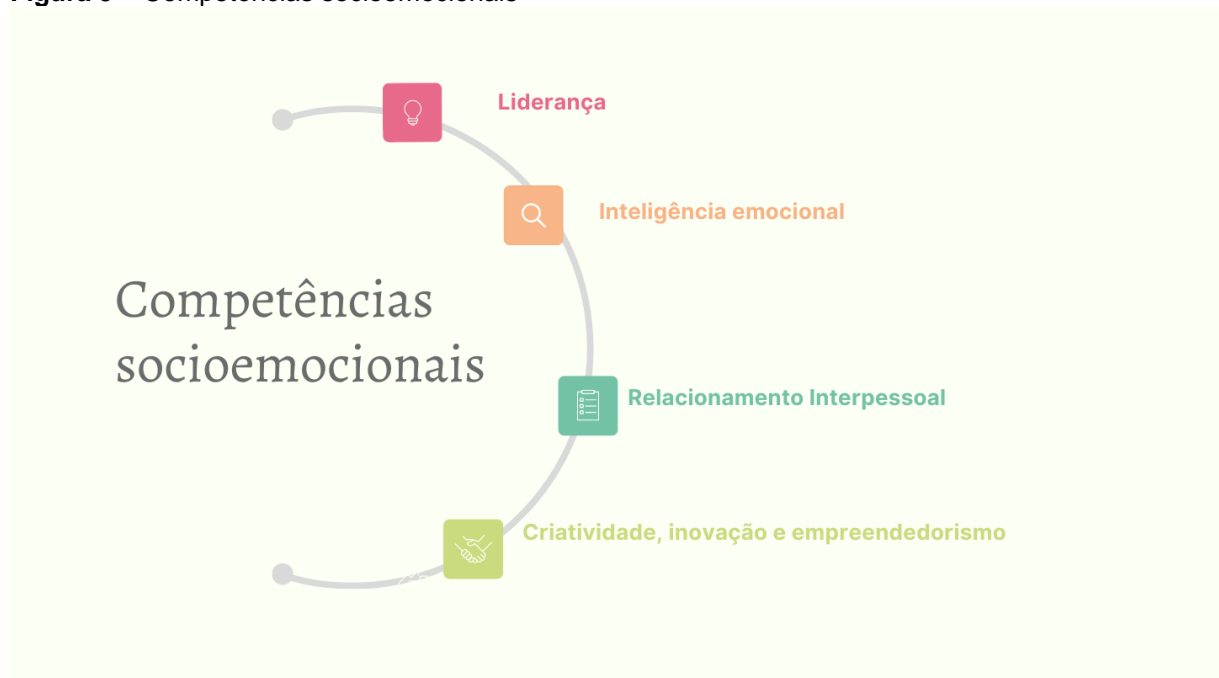 Competências
socioemocionais
Liderança
Inteligência emocional
Relacionamento Interpessoal
Criatividade, inovação e empreendedorismo